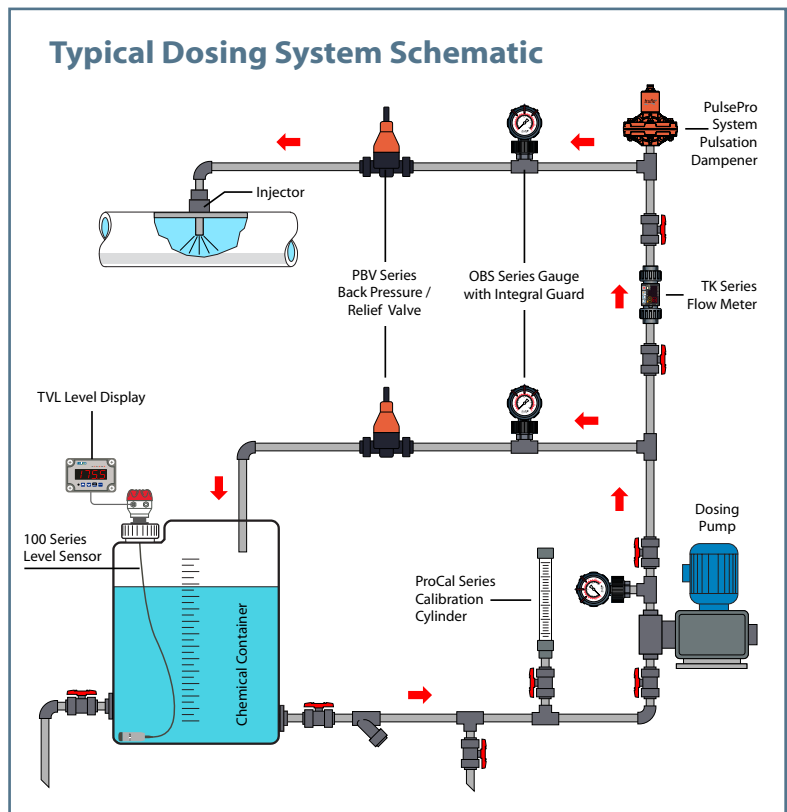 Typical Dosing System Schematic
PulsePro
System
Pulsation
Dampener
Injector
PBV Series
Back Pressure /
Relief Valve
OBS Series Gauge
with Integral Guard
TK Series
Flow Meter
TVL Level Display
100 Series
Level Sensor
Chemical Container
ProCal Series
Calibration
Cylinder
Dosing
Pump